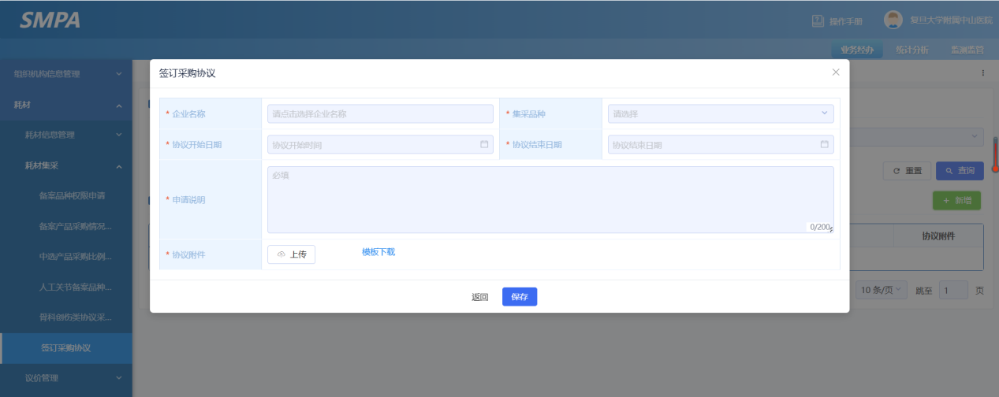 SMPA
操作手册
复旦大学附属中山医院
业务经办 统计分析 监测监管
组织机构信息管理
耗材
耗材信息管理
耗材集采
备案品种权限申请
备案产品采购情况...
中选产品采购比例...
人工关节备案品种...
骨科创伤类协议采...
签订采购协议
议价管理
签订采购协议
* 企业名称 请点击选择企业名称 * 集采品种 请选择
* 协议开始日期 协议开始时间 * 协议结束日期 协议结束日期
* 申请说明 必填
0/200
* 协议附件 上传 模板下载
返回 保存
重置 查询
+ 新增
协议附件
10 条/页 跳至 1 页